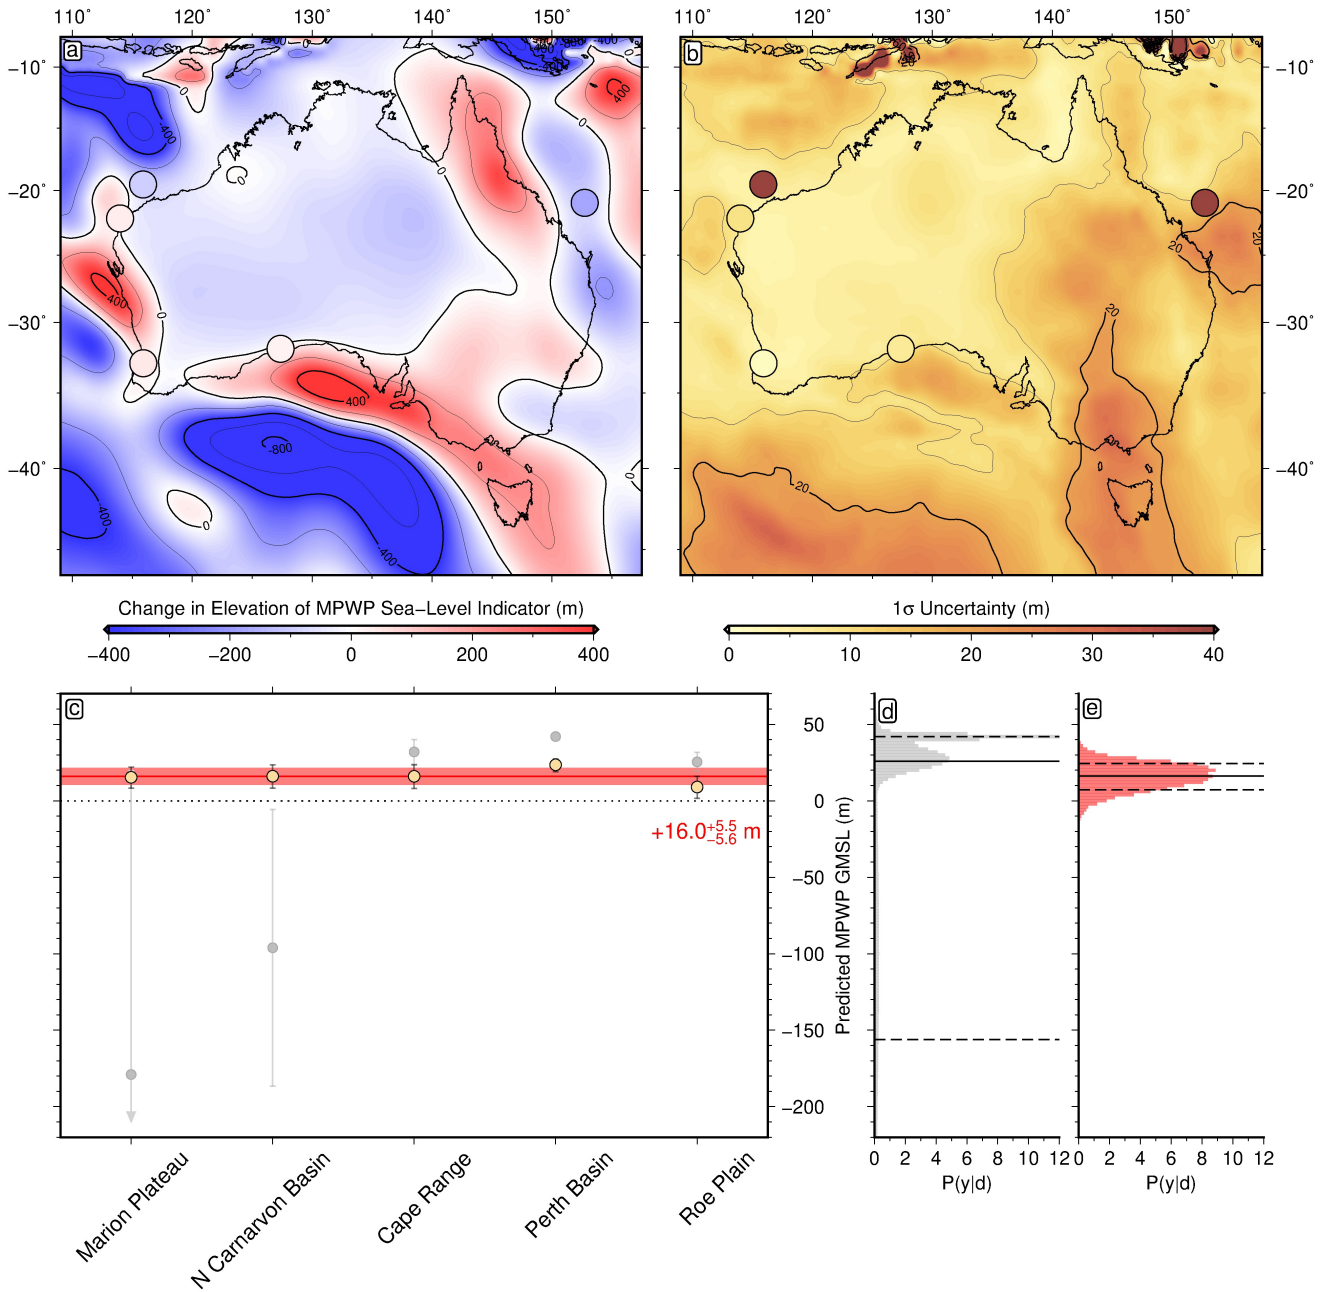 110° 120° 130° 140° 150°
110° 120° 130° 140° 150°
a
b
−10°
−20°
−30°
−40°
−10°
−20°
−30°
−40°
400
0
-400
0
0
0
400
0
400
-800
-400
-400
0
0
20
20
20
20
Change in Elevation of MPWP Sea−Level Indicator (m)
−400 −200 0 200 400
1σ Uncertainty (m)
0 10 20 30 40
c
d
e
50
0
−50
−100
−150
−200
+16.0 +5.5 −5.6 m
Predicted MPWP GMSL (m)
Marion Plateau
N Carnarvon Basin
Cape Range
Perth Basin
Roe Plain
0 2 4 6 8 10 12
P(y|d)
0 2 4 6 8 10 12
P(y|d)